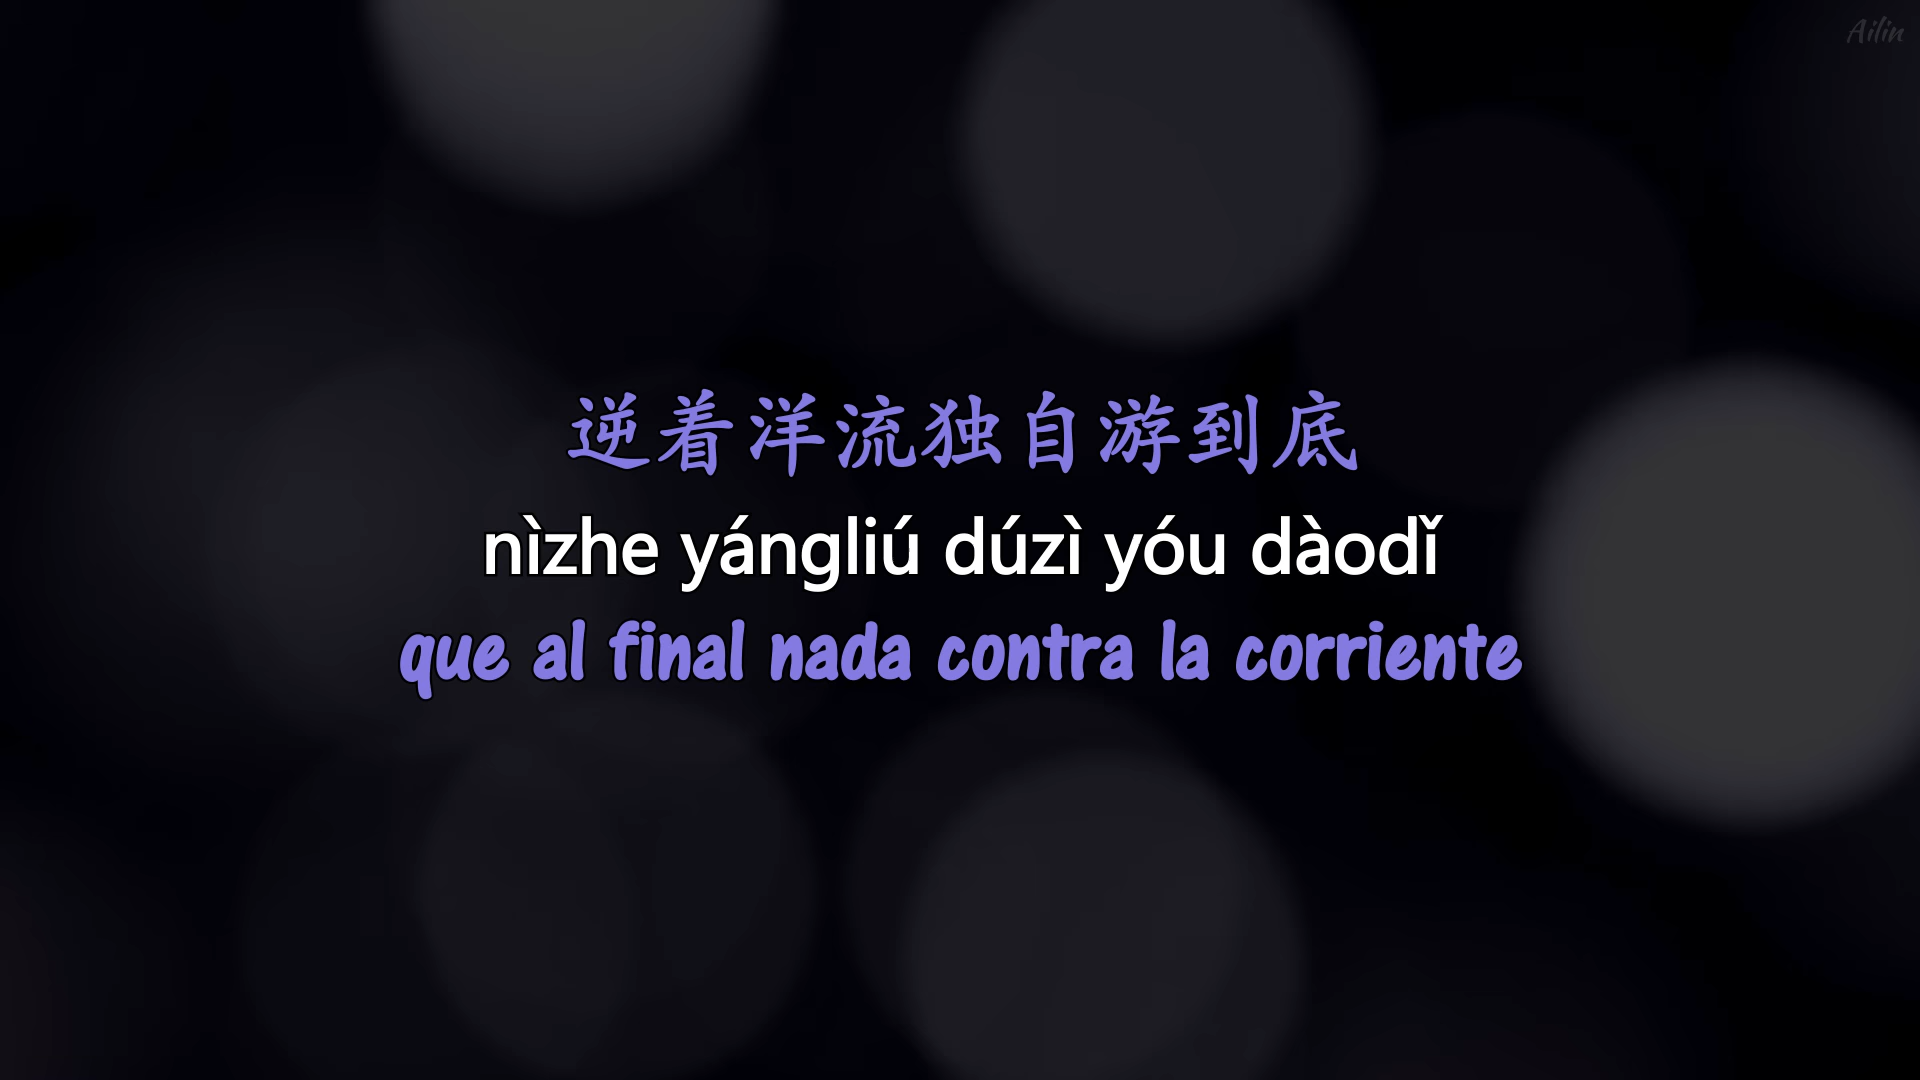 Ailin
逆着洋流独自游到底
nìzhe yángliú dúzì yóu dàodǐ
que al final nada contra la corriente